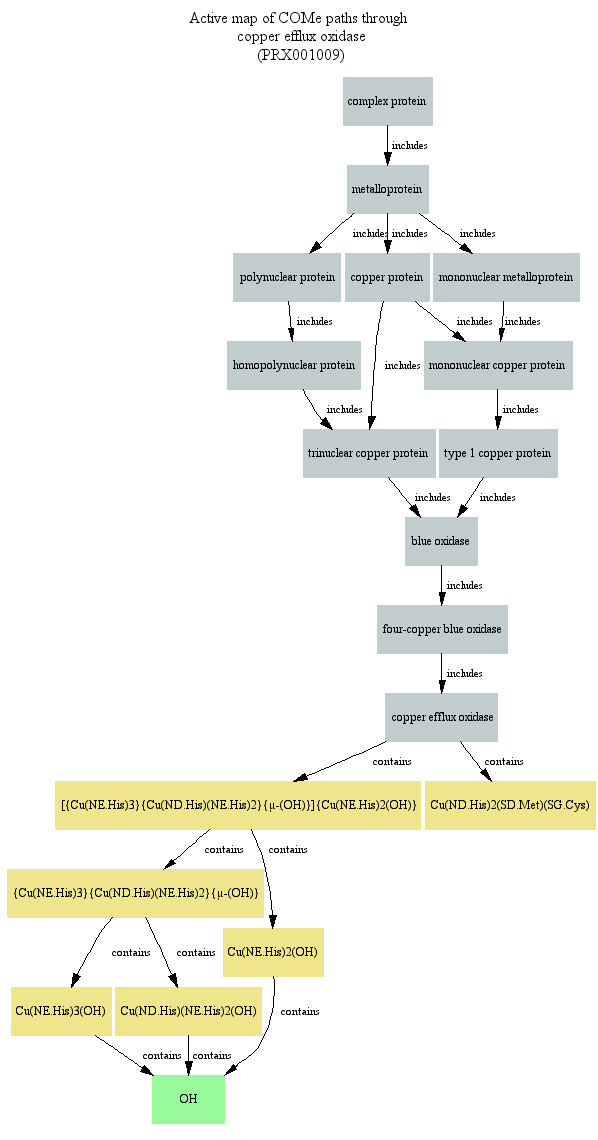 Active map of COMe paths through
copper efflux oxidase
(PRX001009)
complex protein
includes
metalloprotein
includes
includes
includes
polynuclear protein
copper protein
mononuclear metalloprotein
includes
includes
includes
homopolynuclear protein
includes
mononuclear copper protein
includes
includes
trinuclear copper protein
type 1 copper protein
includes
includes
blue oxidase
includes
four-copper blue oxidase
includes
copper efflux oxidase
contains
contains
[{Cu(NE.His)3}{Cu(ND.His)(NE.His)2}{μ-(OH)}]{Cu(NE.His)2(OH)}
Cu(ND.His)2(SD.Met)(SG.Cys)
contains
contains
{Cu(NE.His)3}{Cu(ND.His)(NE.His)2}{μ-(OH)}
contains
contains
Cu(NE.His)2(OH)
Cu(NE.His)3(OH)
Cu(ND.His)(NE.His)2(OH)
contains
contains
contains
OH